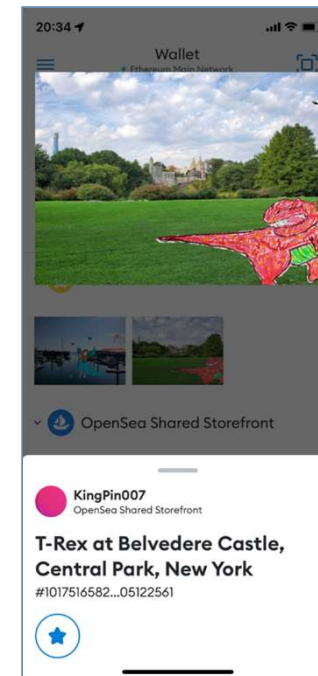 20:34
Wallet
Ethereum Main Network
OpenSea Shared Storefront
KingPin007
OpenSea Shared Storefront
T-Rex at Belvedere Castle,
Central Park, New York
#1017516582...05122561